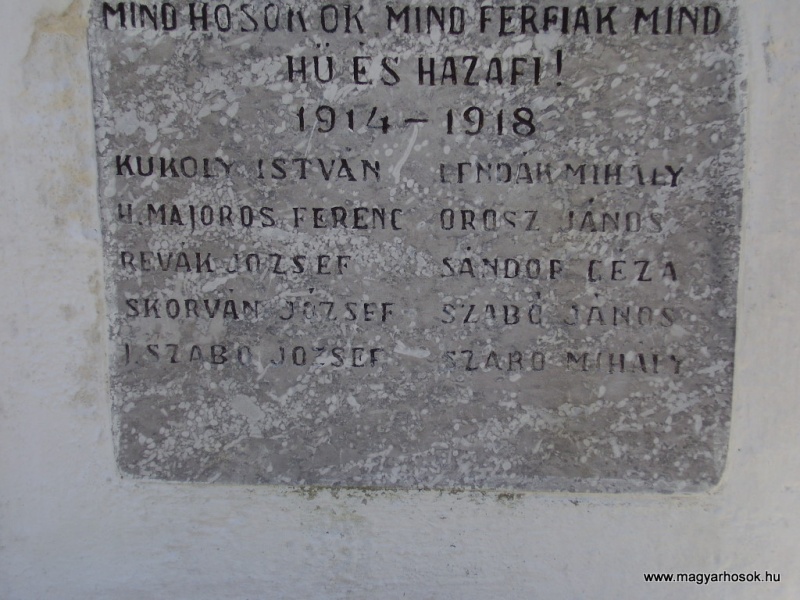 MIND HŐSÖK ŐK, MIND FÉRFIAK MIND
HŰ ÉS HAZAFI!
1914 – 1918
KUKOLY ISTVÁN LENDÁK MIHÁLY
H. MAJOROS FERENC OROSZ JÁNOS
REVÁK JÓZSEF SÁNDOR GÉZA
SKORVÁN JÓZSEF SZABÓ JÁNOS
J. SZABÓ JÓZSEF SZABÓ MIHÁLY
www.magyarhosok.hu